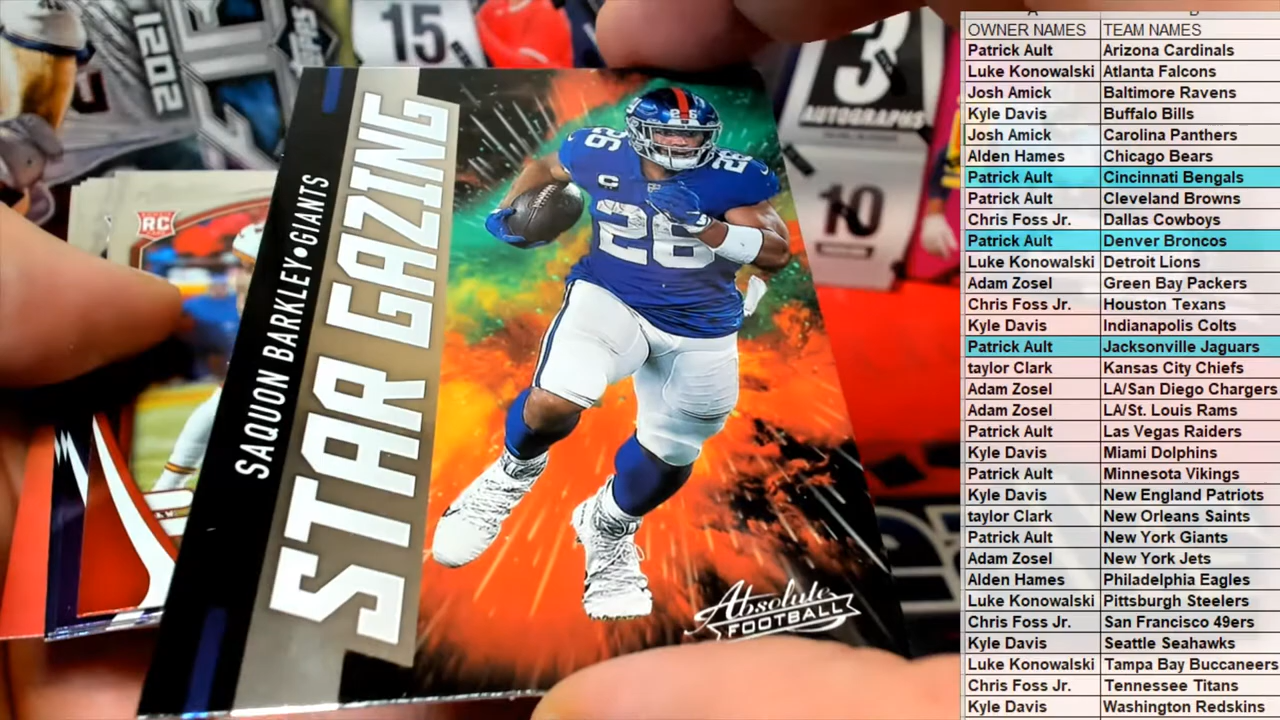 15
1201
TOPPS
3
AUTOGRAPHS
10
RC
SAQUON BARKLEY • GIANTS
STAR GAZING
26
26
C
26
26
Absolute
FOOTBALL
OWNER NAMES TEAM NAMES
Patrick Ault Arizona Cardinals
Luke Konowalski Atlanta Falcons
Josh Amick Baltimore Ravens
Kyle Davis Buffalo Bills
Josh Amick Carolina Panthers
Alden Hames Chicago Bears
Patrick Ault Cincinnati Bengals
Patrick Ault Cleveland Browns
Chris Foss Jr. Dallas Cowboys
Patrick Ault Denver Broncos
Luke Konowalski Detroit Lions
Adam Zosel Green Bay Packers
Chris Foss Jr. Houston Texans
Kyle Davis Indianapolis Colts
Patrick Ault Jacksonville Jaguars
taylor Clark Kansas City Chiefs
Adam Zosel LA/San Diego Chargers
Adam Zosel LA/St. Louis Rams
Patrick Ault Las Vegas Raiders
Kyle Davis Miami Dolphins
Patrick Ault Minnesota Vikings
Kyle Davis New England Patriots
taylor Clark New Orleans Saints
Patrick Ault New York Giants
Adam Zosel New York Jets
Alden Hames Philadelphia Eagles
Luke Konowalski Pittsburgh Steelers
Chris Foss Jr. San Francisco 49ers
Kyle Davis Seattle Seahawks
Luke Konowalski Tampa Bay Buccaneers
Chris Foss Jr. Tennessee Titans
Kyle Davis Washington Redskins